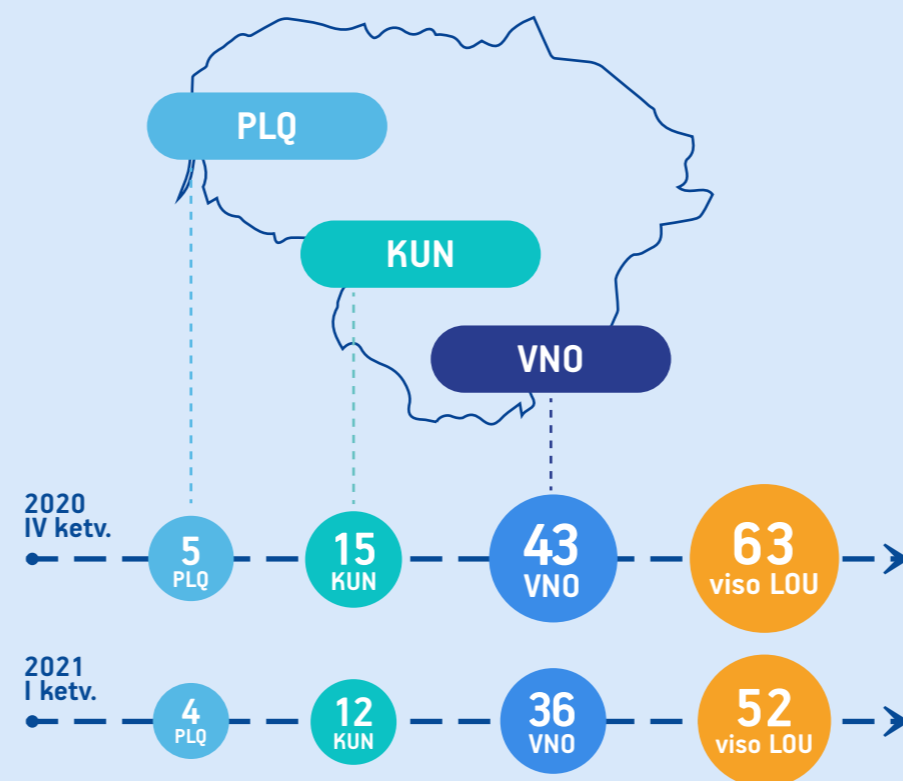 PLQ
KUN
VNO
2020
IV ketv.
5
PLQ
15
KUN
43
VNO
63
viso LOU
2021
I ketv.
4
PLQ
12
KUN
36
VNO
52
viso LOU